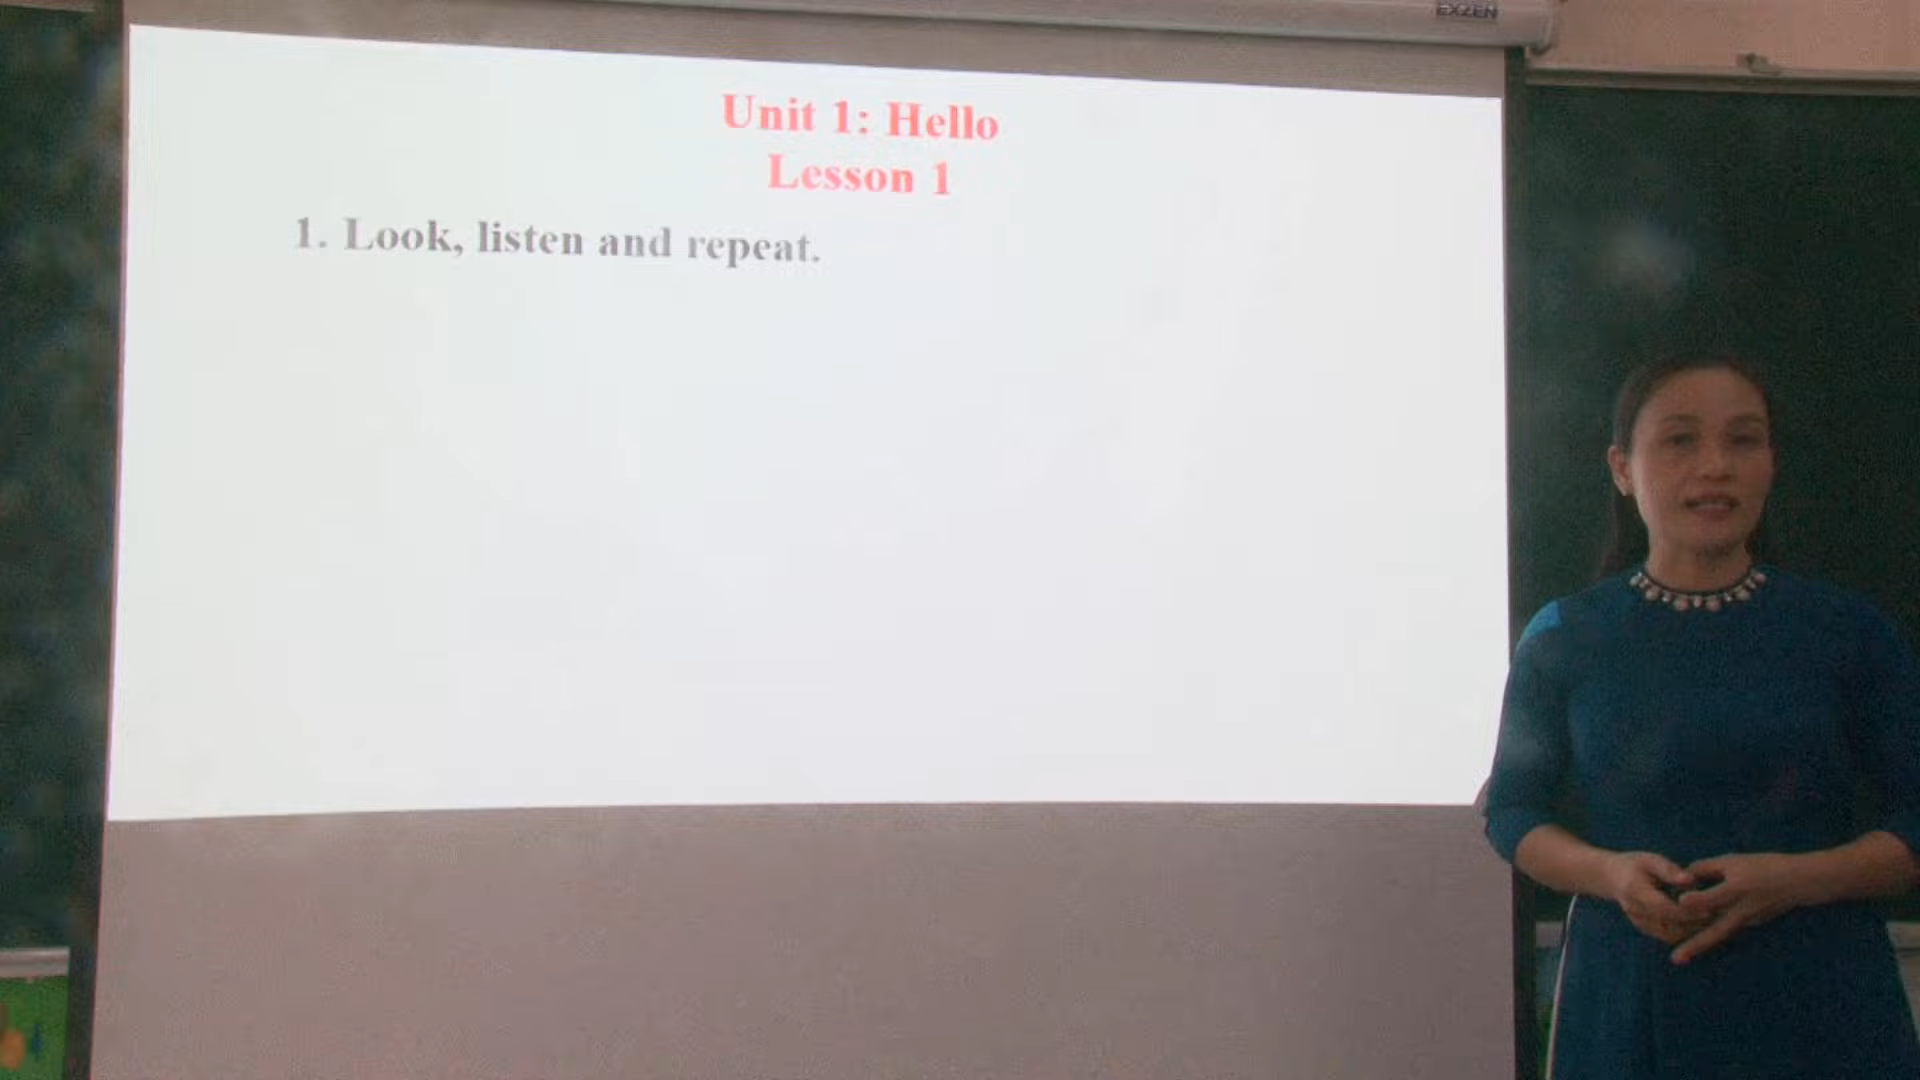 EXZEN
Unit 1: Hello
Lesson 1
1. Look, listen and repeat.